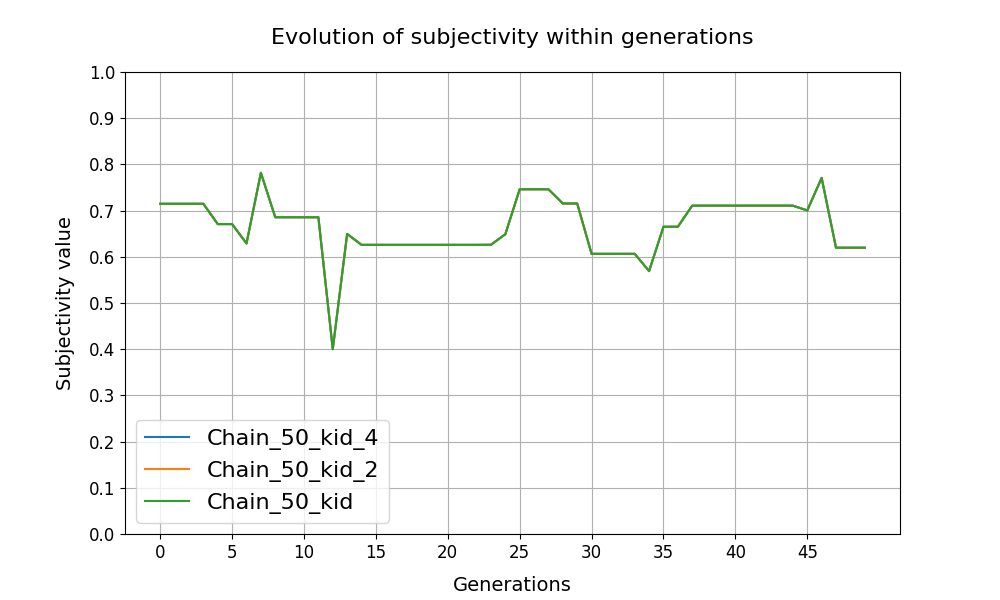 Evolution of subjectivity within generations
1.0
0.9
0.8
0.7
0.6
0.5
0.4
0.3
0.2
0.1
0.0
Subjectivity value
Chain_50_kid_4
Chain_50_kid_2
Chain_50_kid
0 5 10 15 20 25 30 35 40 45
Generations